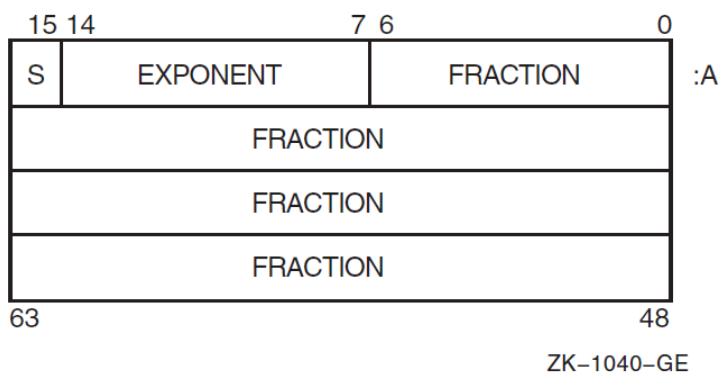 15 14 7 6 0
S EXPONENT FRACTION :A
FRACTION
FRACTION
FRACTION
63 48
ZK–1040–GE